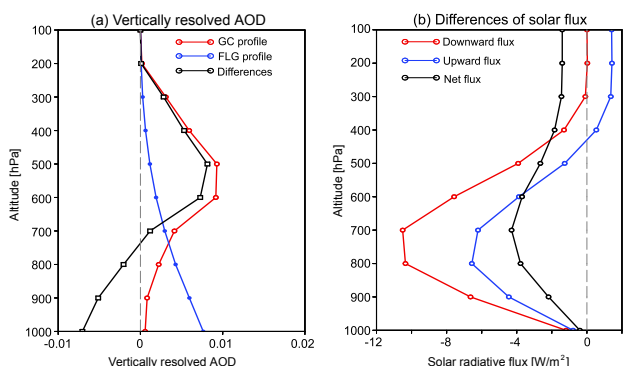 (a) Vertically resolved AOD
GC profile
FLG profile
Differences
Altitude [hPa]
100
200
300
400
500
600
700
800
900
1000
-0.01
0
0.01
0.02
Vertically resolved AOD
(b) Differences of solar flux
Downward flux
Upward flux
Net flux
Altitude [hPa]
100
200
300
400
500
600
700
800
900
1000
-12
-8
-4
0
Solar radiative flux [W/m²]